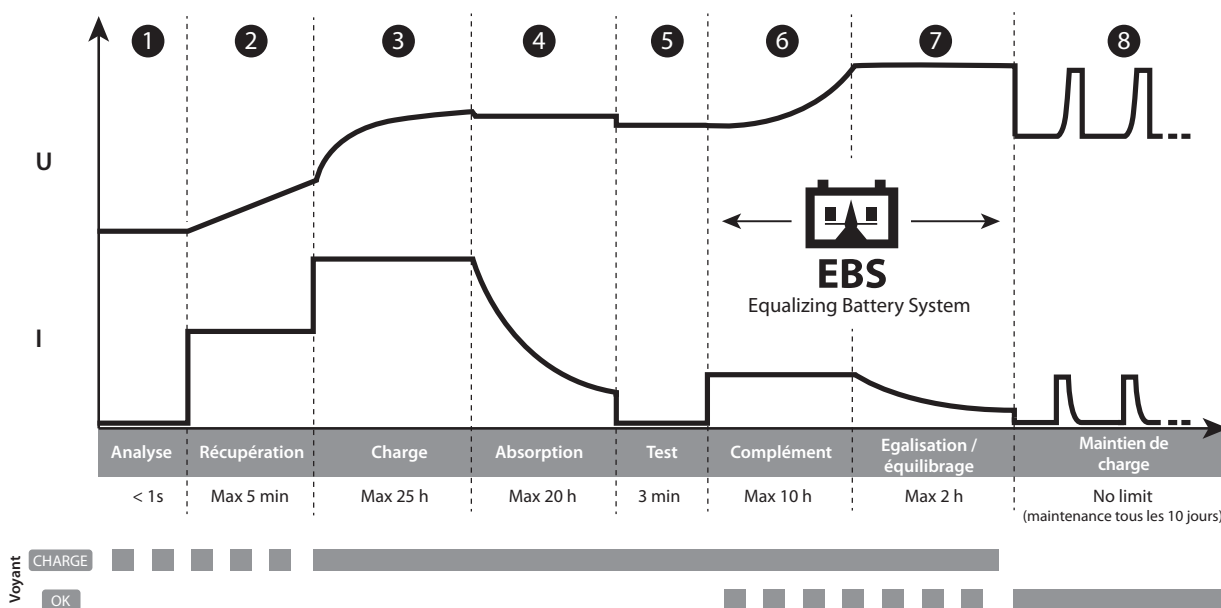 1 2 3 4 5 6 7 8
U
EBS
Equalizing Battery System
I
Analyse Récupération Charge Absorption Test Complément Egalisation / équilibrage Maintien de charge
< 1s Max 5 min Max 25 h Max 20 h 3 min Max 10 h Max 2 h No limit
(maintenance tous les 10 jours)
Voyant
CHARGE
OK